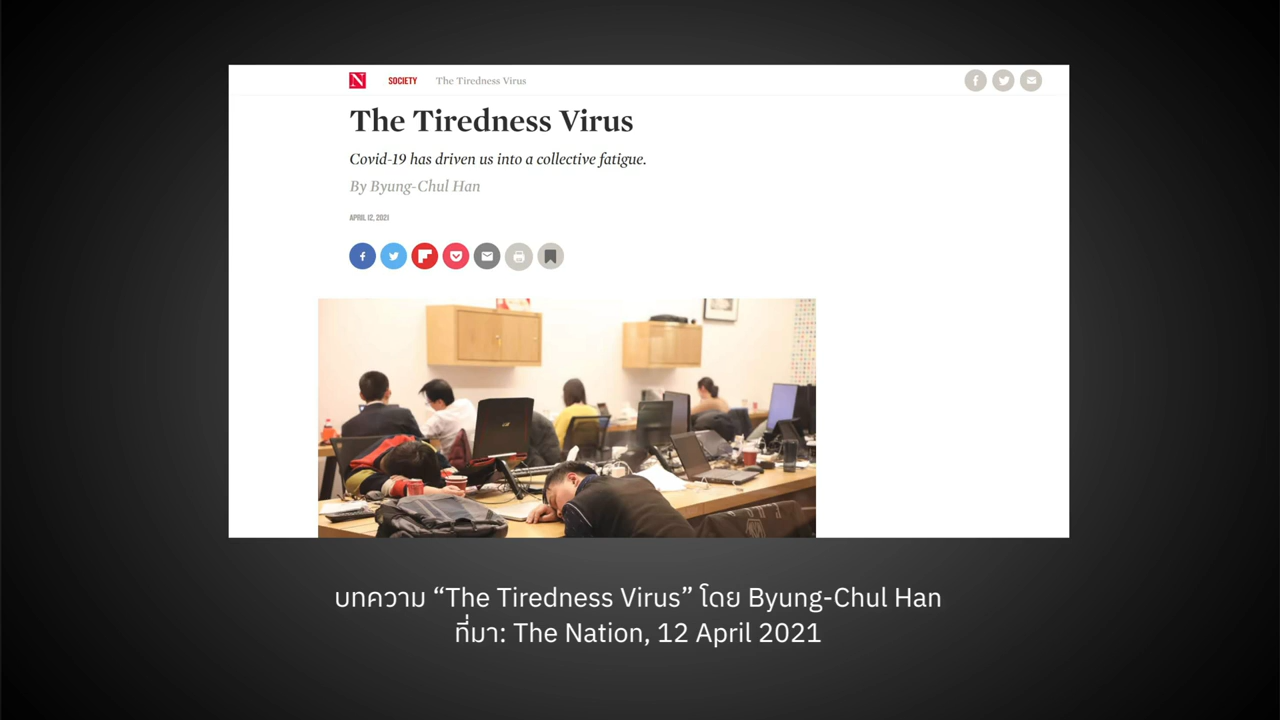 N SOCIETY The Tiredness Virus
The Tiredness Virus
Covid-19 has driven us into a collective fatigue.
By Byung-Chul Han
APRIL 12, 2021
บทความ “The Tiredness Virus” โดย Byung-Chul Han
ที่มา: The Nation, 12 April 2021